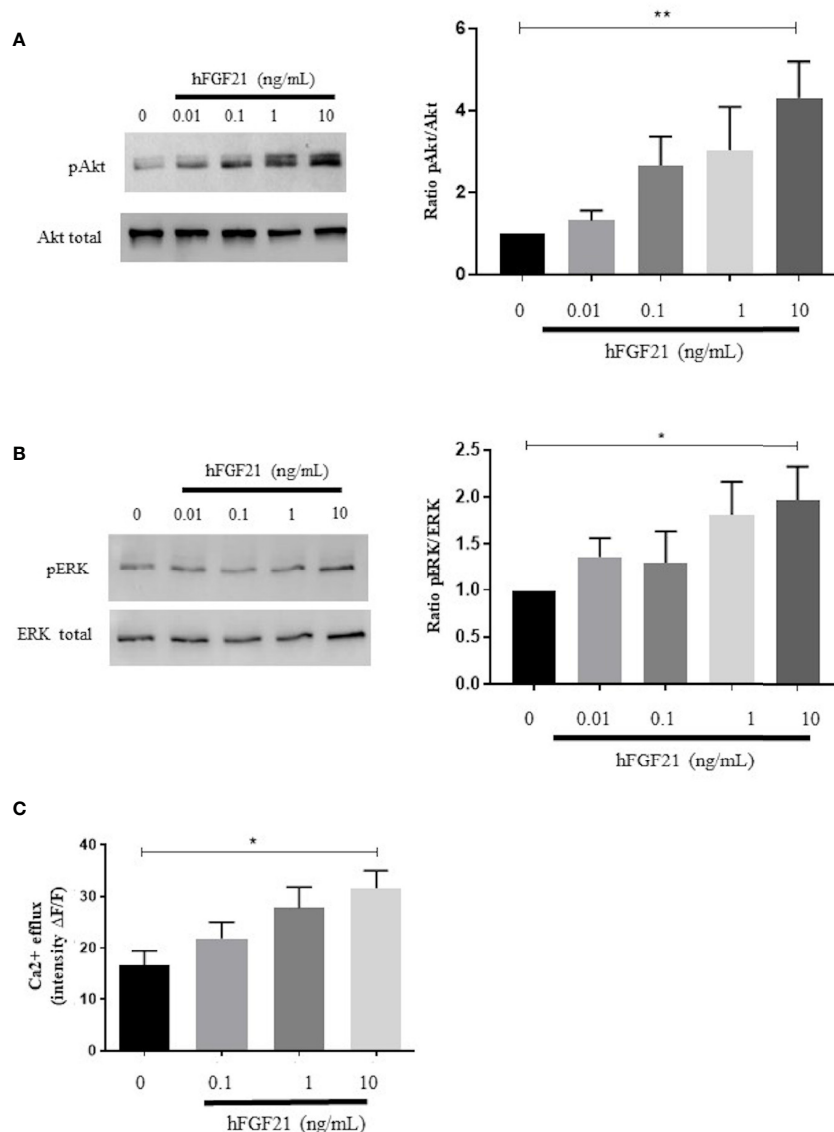 A
hFGF21 (ng/mL)
0 0.01 0.1 1 10
pAkt
Akt total
**
Ratio pAkt/Akt
6
4
2
0
0 0.01 0.1 1 10
hFGF21 (ng/mL)
B
hFGF21 (ng/mL)
0 0.01 0.1 1 10
pERK
ERK total
*
Ratio pERK/ERK
2.5
2.0
1.5
1.0
0.5
0.0
0 0.01 0.1 1 10
hFGF21 (ng/mL)
C
*
Ca2+ efflux
(intensity ΔF/F)
40
30
20
10
0
0 0.1 1 10
hFGF21 (ng/mL)